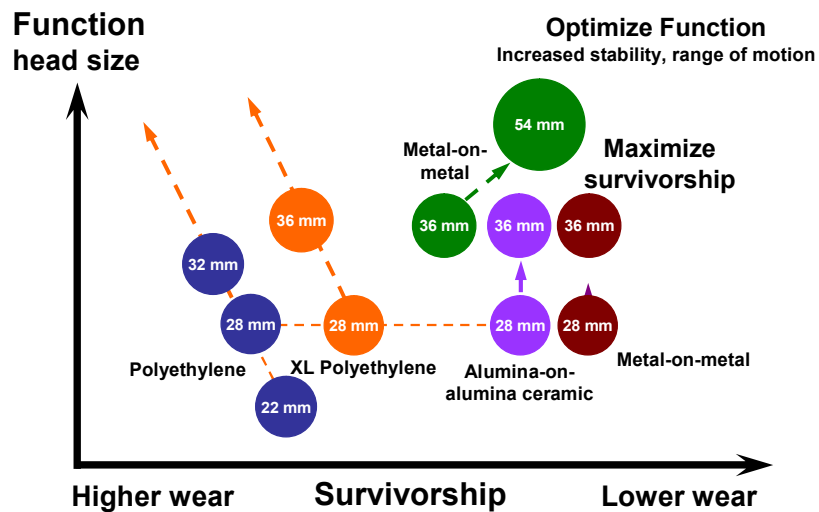 Function
head size
Optimize Function
Increased stability, range of motion
54 mm
Metal-on-
metal
Maximize
survivorship
36 mm
36 mm
36 mm
36 mm
32 mm
28 mm
28 mm
28 mm
28 mm
Polyethylene
XL Polyethylene
Alumina-on-
alumina ceramic
Metal-on-metal
22 mm
Higher wear
Survivorship
Lower wear